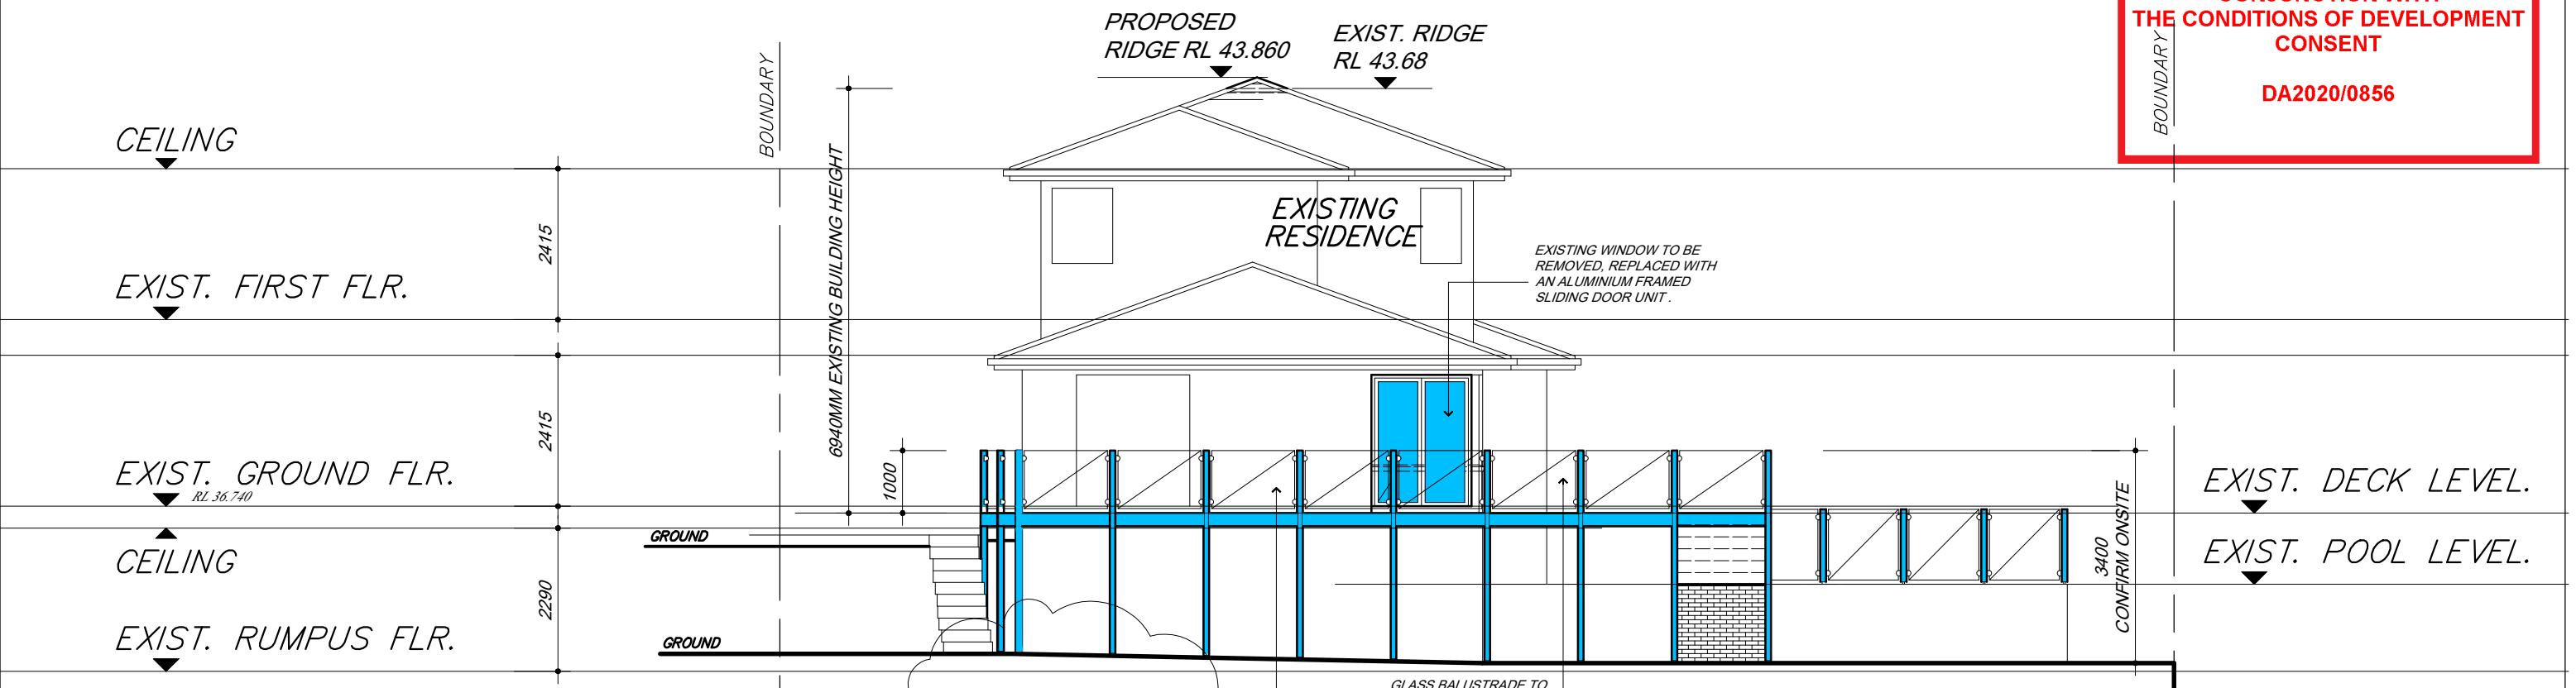 PROPOSED
RIDGE RL 43.860
EXIST. RIDGE
RL 43.68
THE CONDITIONS OF DEVELOPMENT
CONSENT
DA2020/0856
BOUNDARY
BOUNDARY
CEILING
6940MM EXISTING BUILDING HEIGHT
2415
EXISTING
RESIDENCE
EXISTING WINDOW TO BE
REMOVED, REPLACED WITH
AN ALUMINIUM FRAMED
SLIDING DOOR UNIT .
EXIST. FIRST FLR.
2415
EXIST. GROUND FLR.
RL 36.740
1000
EXIST. DECK LEVEL.
GROUND
CEILING
3400
CONFIRM ONSITE
EXIST. POOL LEVEL.
2290
EXIST. RUMPUS FLR.
GROUND
GLASS BALUSTRADE TO